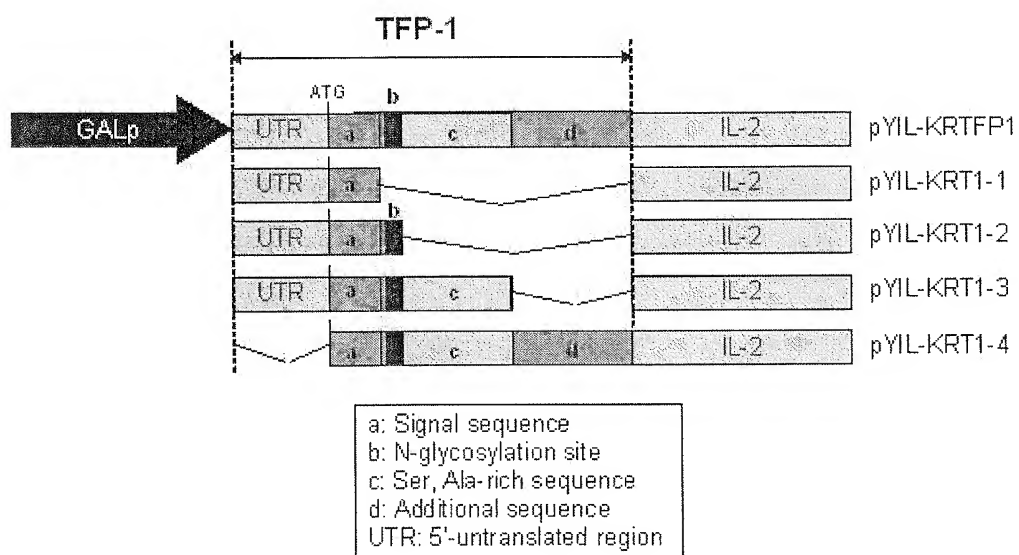 TFP-1
ATG b
GALp UTR a c d IL-2 pYIL-KRTFP1
UTR a IL-2 pYIL-KRT1-1
b
UTR a IL-2 pYIL-KRT1-2
UTR a c IL-2 pYIL-KRT1-3
a c d IL-2 pYIL-KRT1-4
a: Signal sequence
b: N-glycosylation site
c: Ser, Ala-rich sequence
d: Additional sequence
UTR: 5'-untranslated region